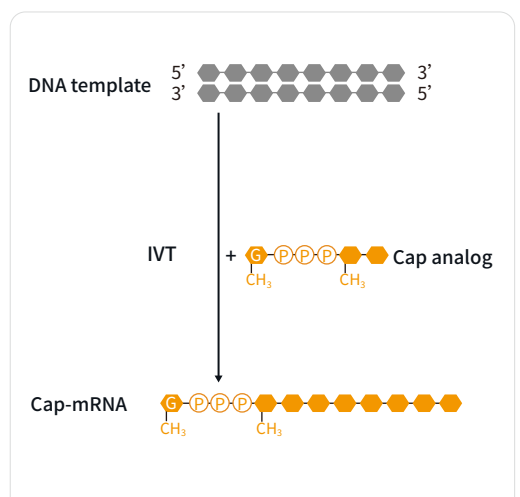 5’ 3’
DNA template
3’ 5’
IVT + G P P P Cap analog
CH₃ CH₃
Cap-mRNA G P P P
CH₃ CH₃